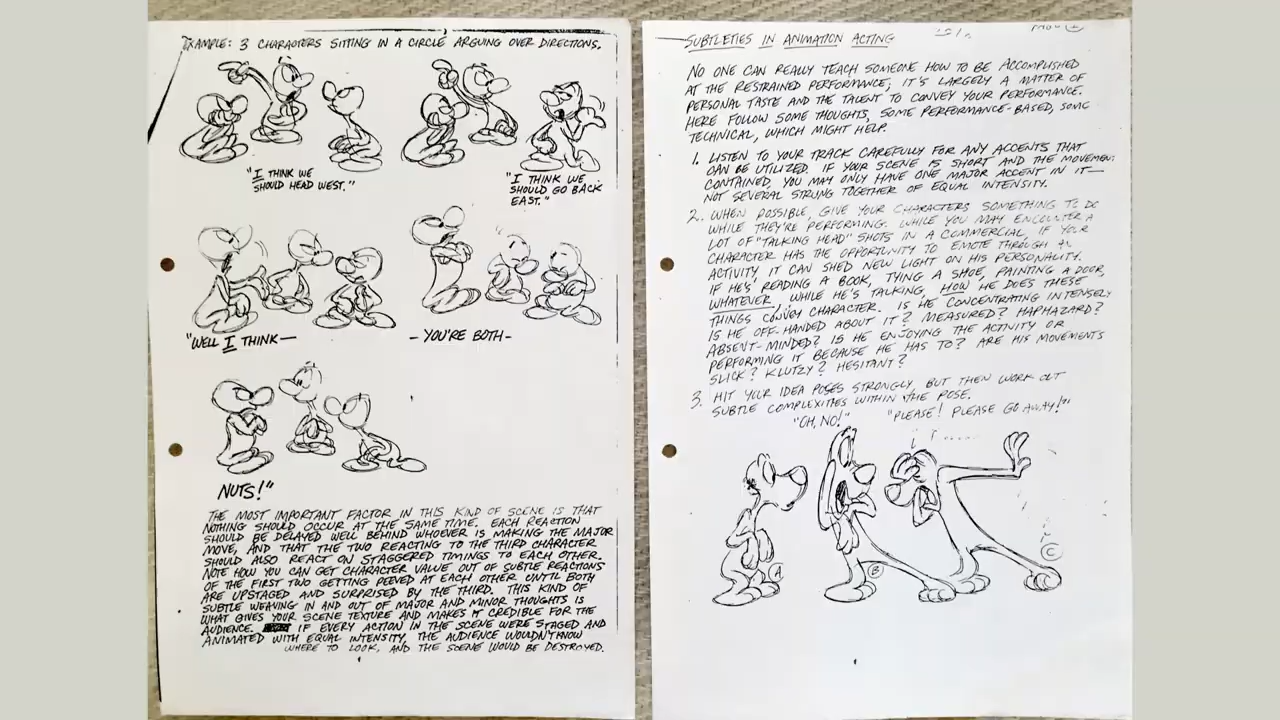 EXAMPLE: 3 CHARACTERS SITTING IN A CIRCLE ARGUING OVER DIRECTIONS.
"I THINK WE
SHOULD HEAD WEST."
"I THINK WE
SHOULD GO BACK
EAST."
"WELL I THINK—
- YOU'RE BOTH -
NUTS!"
THE MOST IMPORTANT FACTOR IN THIS KIND OF SCENE IS THAT
NOTHING SHOULD OCCUR AT THE SAME TIME. EACH REACTION
SHOULD BE DELAYED WELL BEHIND WHOEVER IS MAKING THE MAJOR
MOVE, AND THAT THE TWO REACTING TO THE THIRD CHARACTER
SHOULD ALSO REACT ON STAGGERED TIMINGS TO EACH OTHER.
NOTE HOW YOU CAN GET CHARACTER VALUE OUT OF SUBTLE REACTIONS
OF THE FIRST TWO GETTING PEEVED AT EACH OTHER UNTIL BOTH
ARE UPSTAGED AND SURPRISED BY THE THIRD. THIS KIND OF
SUBTLE WEAVING IN AND OUT OF MAJOR AND MINOR THOUGHTS IS
WHAT GIVES YOUR SCENE TEXTURE AND MAKES IT CREDIBLE FOR THE
AUDIENCE. IF EVERY ACTION IN THE SCENE WERE STAGED AND
ANIMATED WITH EQUAL INTENSITY, THE AUDIENCE WOULDN'T KNOW
WHERE TO LOOK, AND THE SCENE WOULD BE DESTROYED.
SUBTLETIES IN ANIMATION ACTING
NO ONE CAN REALLY TEACH SOMEONE HOW TO BE ACCOMPLISHED
AT THE RESTRAINED PERFORMANCE; IT'S LARGELY A MATTER OF
PERSONAL TASTE AND THE TALENT TO CONVEY YOUR PERFORMANCE.
HERE FOLLOW SOME THOUGHTS, SOME PERFORMANCE-BASED, SOME
TECHNICAL, WHICH MIGHT HELP.
1. LISTEN TO YOUR TRACK CAREFULLY FOR ANY ACCENTS THAT
CAN BE UTILIZED. IF YOUR SCENE IS SHORT AND THE MOVEMENT
CONTAINED, YOU MAY ONLY HAVE ONE MAJOR ACCENT IN IT—
NOT SEVERAL STRUNG TOGETHER OF EQUAL INTENSITY.
2. WHEN POSSIBLE, GIVE YOUR CHARACTERS SOMETHING TO DO
WHILE THEY'RE PERFORMING. WHILE YOU MAY ENCOUNTER A
LOT OF "TALKING HEAD" SHOTS IN A COMMERCIAL, IF YOUR
CHARACTER HAS THE OPPORTUNITY TO EMOTE THROUGH AN
ACTIVITY IT CAN SHED NEW LIGHT ON HIS PERSONALITY.
IF HE'S READING A BOOK, TYING A SHOE, PAINTING A DOOR,
WHATEVER, WHILE HE'S TALKING, HOW HE DOES THESE
THINGS CONVEY CHARACTER. IS HE CONCENTRATING INTENSELY
IS HE OFF-HANDED ABOUT IT? MEASURED? HAPHAZARD?
ABSENT-MINDED? IS HE ENJOYING THE ACTIVITY OR
PERFORMING IT BECAUSE HE HAS TO? ARE HIS MOVEMENTS
SLICK? KLUTZY? HESITANT?
3. HIT YOUR IDEA POSES STRONGLY, BUT THEN WORK OUT
SUBTLE COMPLEXITIES WITHIN THE POSE.
"OH, NO!" "PLEASE! PLEASE GO AWAY!"
A
B
C